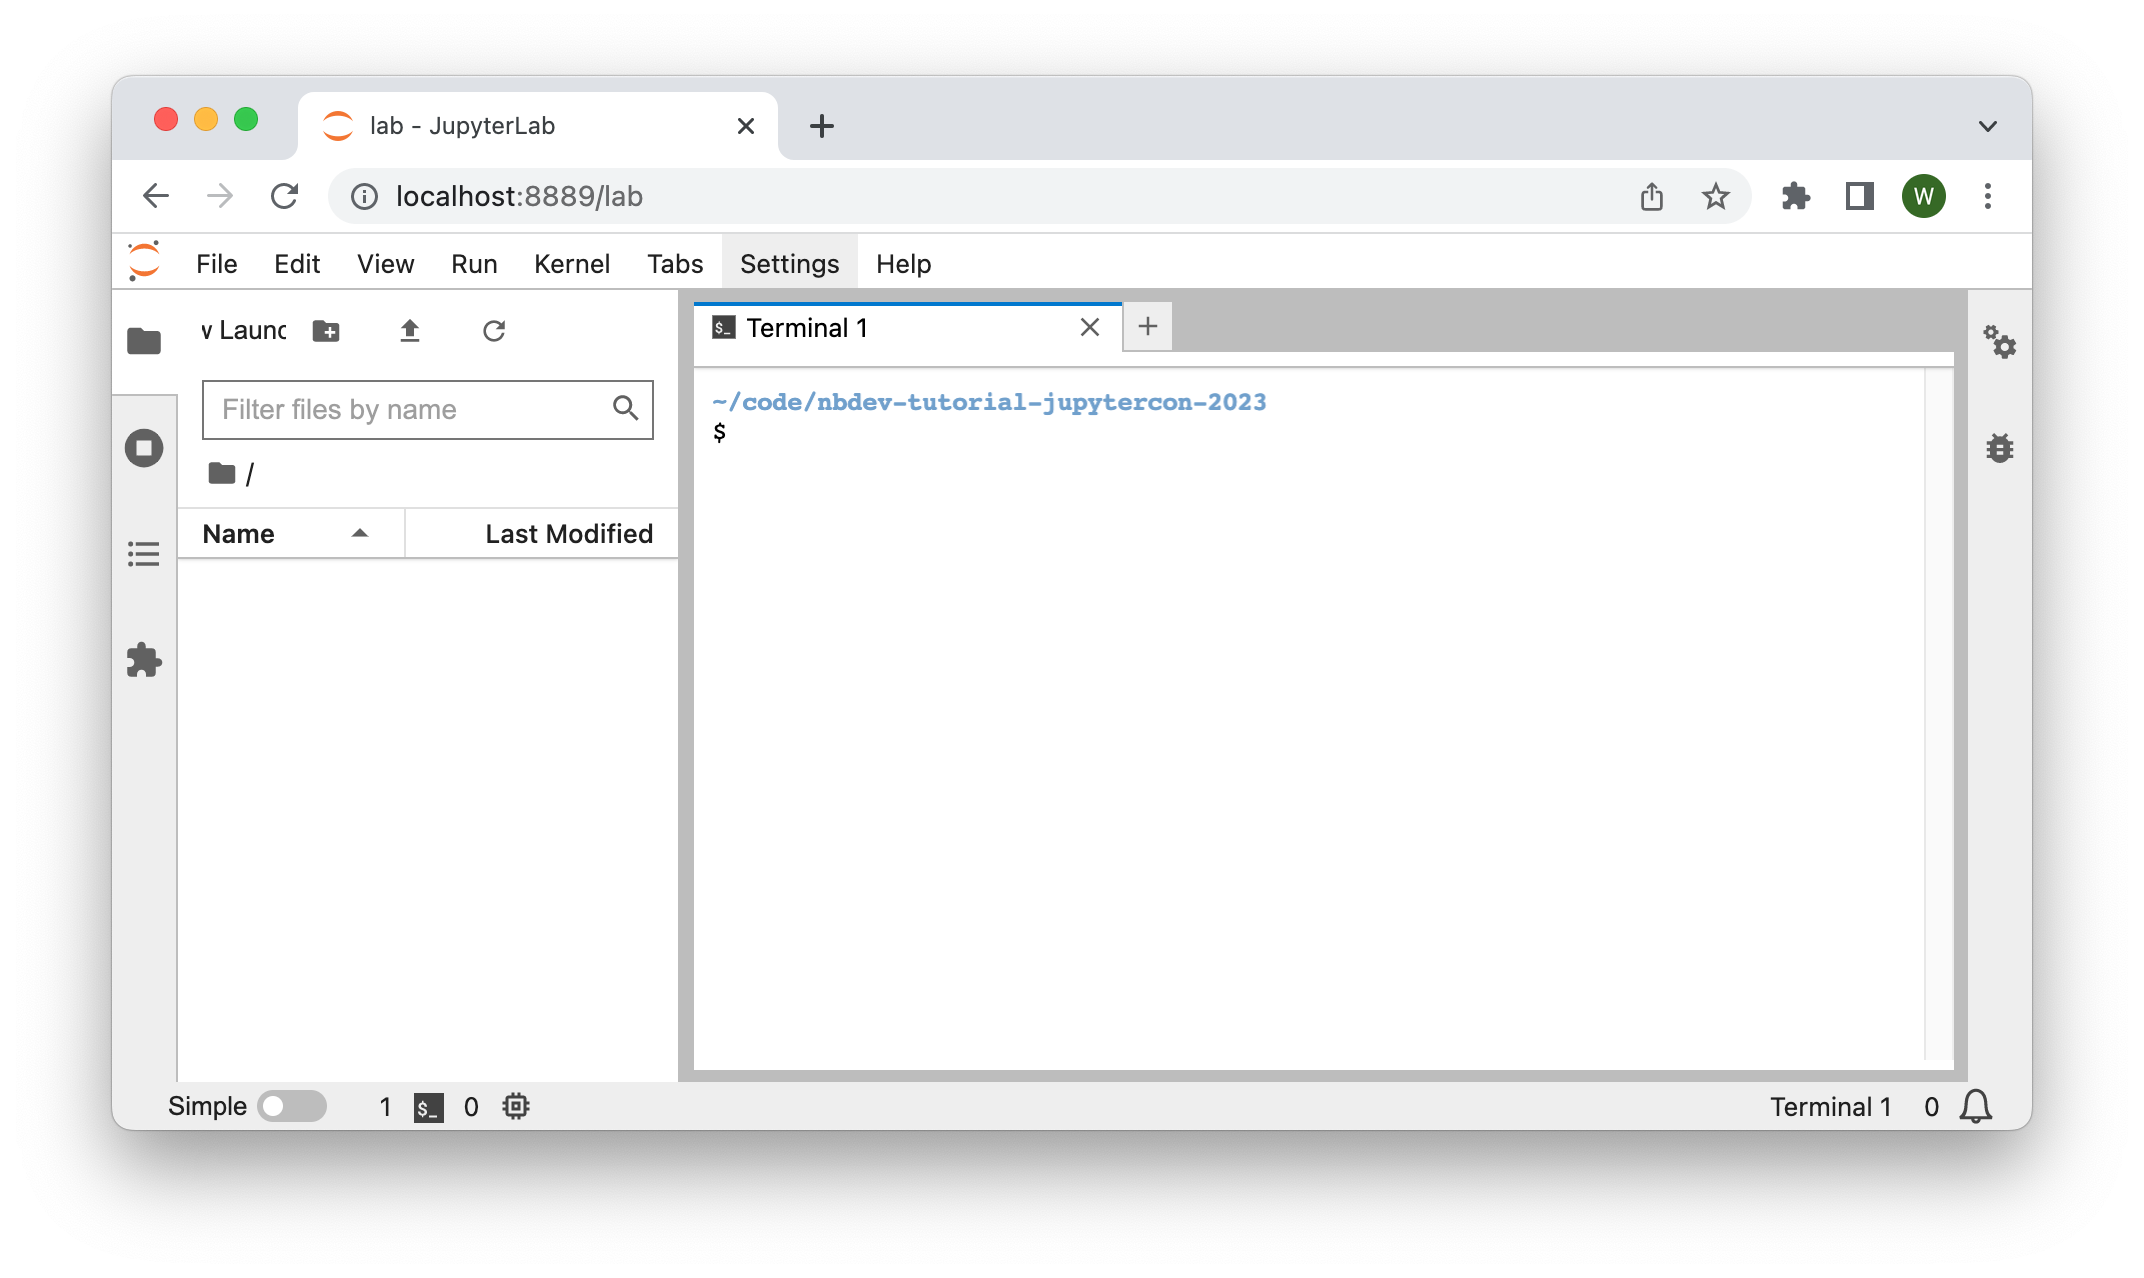 lab - JupyterLab
localhost:8889/lab
W
File Edit View Run Kernel Tabs Settings Help
Launc
Terminal 1
Filter files by name
/
Name Last Modified
~/code/nbdev-tutorial-jupytercon-2023
$
Simple 1 $_ 0 Terminal 1 0